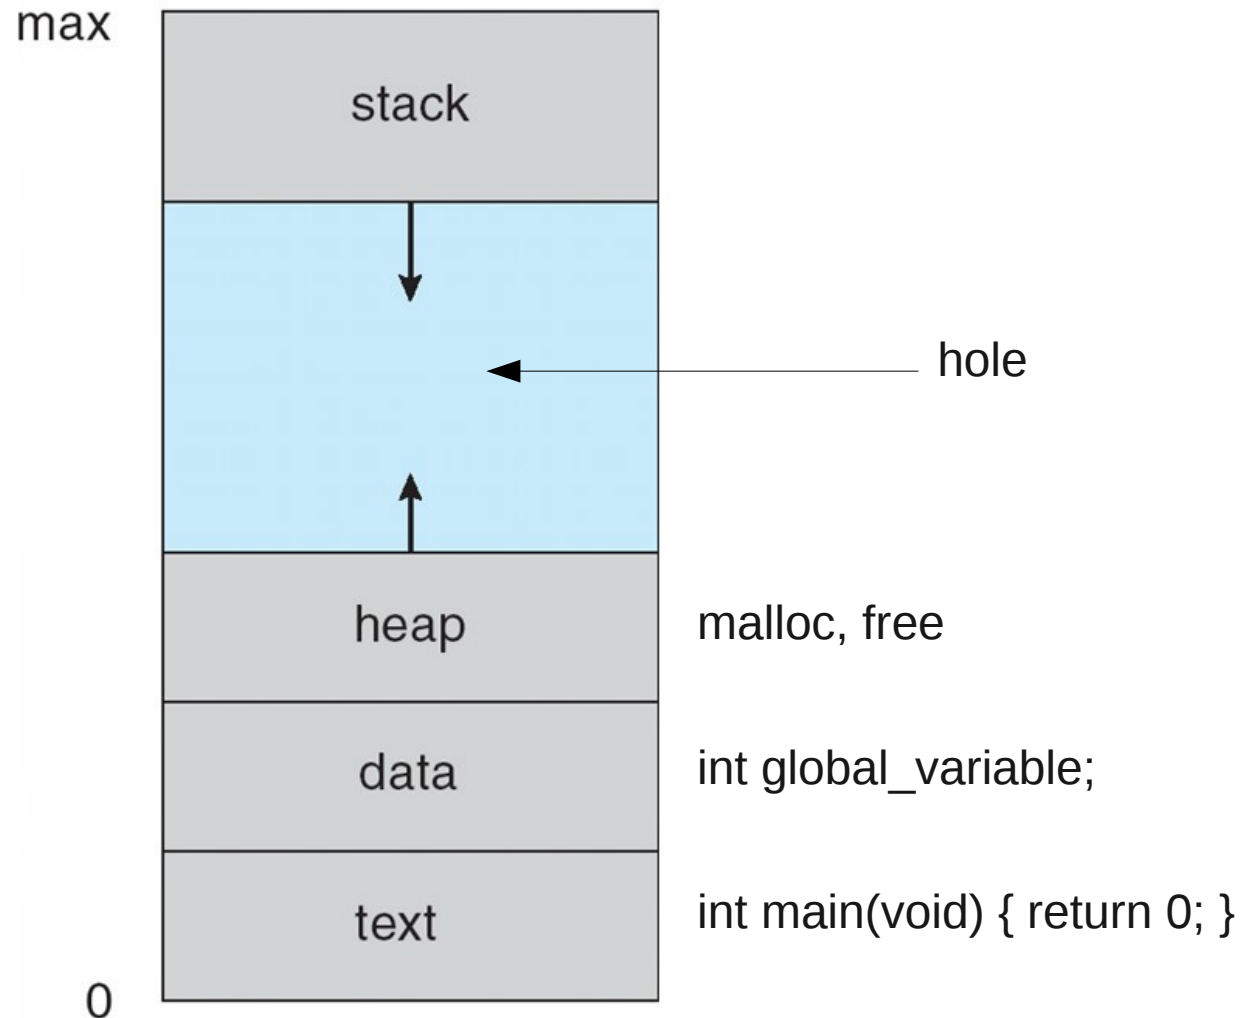 max
stack
hole
heap
malloc, free
data
int global_variable;
text
int main(void) { return 0; }
0